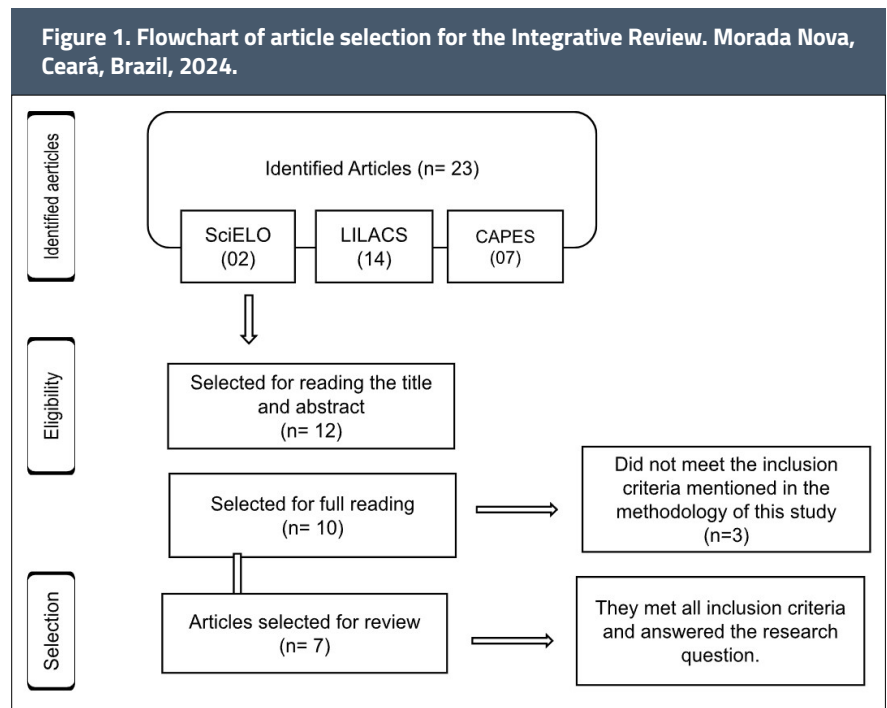 Figure 1. Flowchart of article selection for the Integrative Review. Morada Nova,
Ceará, Brazil, 2024.
Identified aerticles
Identified Articles (n= 23)
SciELO
(02)
LILACS
(14)
CAPES
(07)
Eligibility
Selected for reading the title
and abstract
(n= 12)
Selected for full reading
(n= 10)
Did not meet the inclusion
criteria mentioned in the
methodology of this study
(n=3)
Selection
Articles selected for review
(n= 7)
They met all inclusion criteria
and answered the research
question.